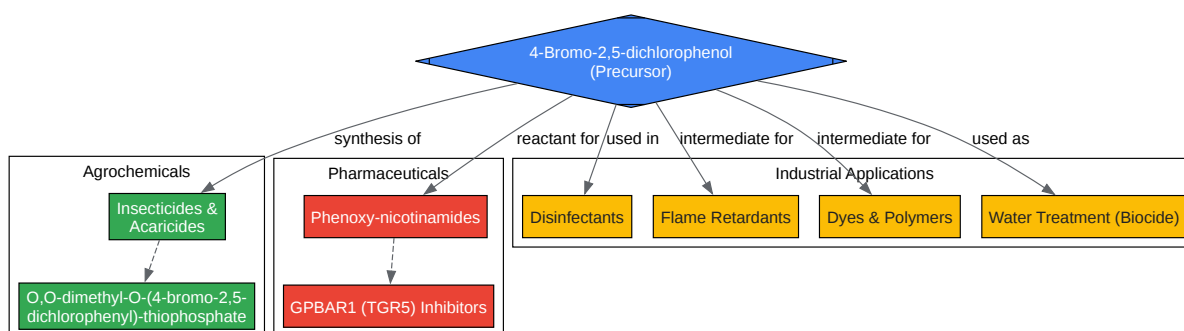 4-Bromo-2,5-dichlorophenol
(Precursor)
synthesis of
reactant for
used in
intermediate for
intermediate for
used as
Agrochemicals
Pharmaceuticals
Industrial Applications
Insecticides &
Acaricides
Phenoxy-nicotinamides
Disinfectants
Flame Retardants
Dyes & Polymers
Water Treatment (Biocide)
O,O-dimethyl-O-(4-bromo-2,5-
dichlorophenyl)-thiophosphate
GPBAR1 (TGR5) Inhibitors